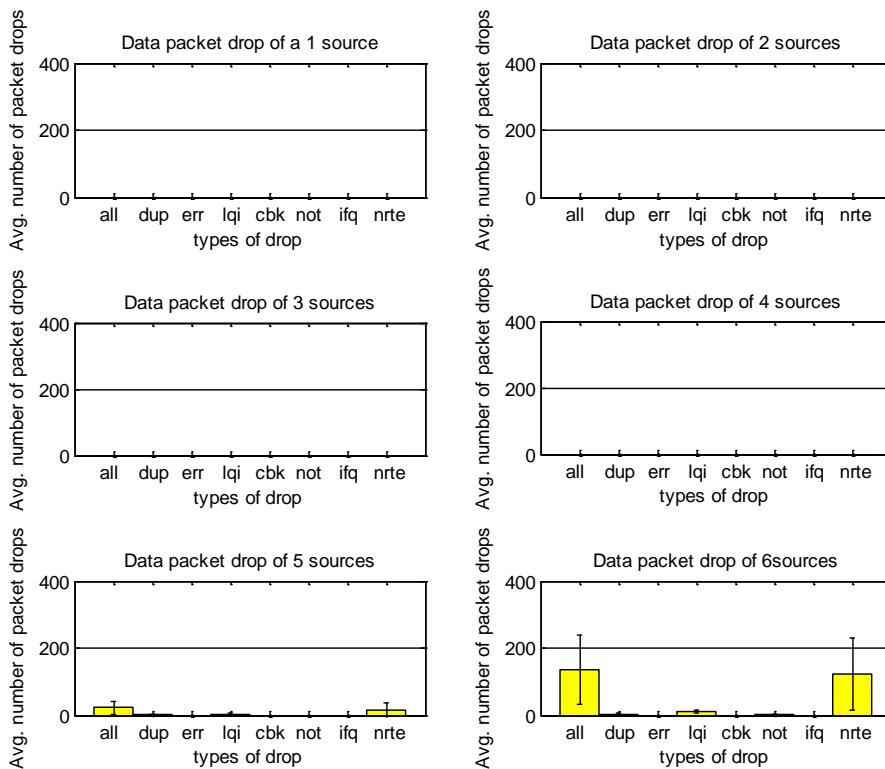 Data packet drop of a 1 source
Avg. number of packet drops
400
200
0
all dup err lqi cbk not ifq nrte
types of drop
Data packet drop of 2 sources
Avg. number of packet drops
400
200
0
all dup err lqi cbk not ifq nrte
types of drop
Data packet drop of 3 sources
Avg. number of packet drops
400
200
0
all dup err lqi cbk not ifq nrte
types of drop
Data packet drop of 4 sources
Avg. number of packet drops
400
200
0
all dup err lqi cbk not ifq nrte
types of drop
Data packet drop of 5 sources
Avg. number of packet drops
400
200
0
all dup err lqi cbk not ifq nrte
types of drop
Data packet drop of 6sources
Avg. number of packet drops
400
200
0
all dup err lqi cbk not ifq nrte
types of drop